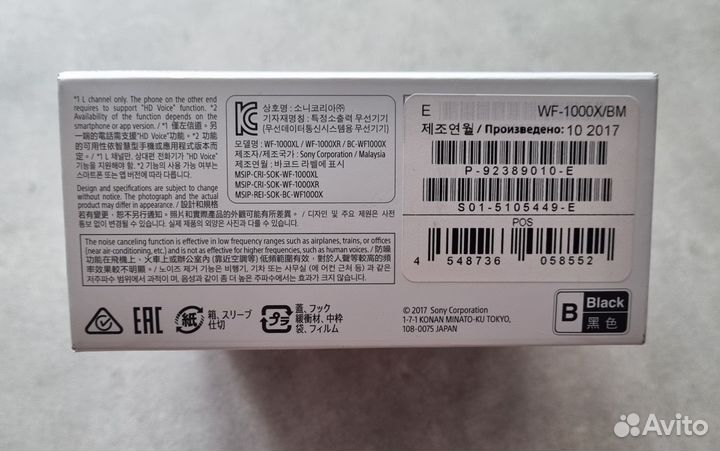 *1 L channel only. The phone on the other end
requires to support "HD Voice" function. *2
Availability of the function depends on the
smartphone or app version. / *1 僅左信道。另
一端的電話需支援"HD Voice"功能。*2 功能
的可用性依智慧型手機或應用程式版本而
定。/ *1 L 채널만. 상대편 전화기가 "HD Voice" 기
능을 지원해야 합니다. *2 이 기능의 사용 가능 여부는
스마트폰 또는 앱 버전에 따라 다릅니다.
Design and specifications are subject to change
without notice. The photograph and the actual
product may differ in appearance. / 設計和規格
若有變更,恕不另行通知。照片和實際產品的外觀可能有所差異。 / 디자인 및 주요 제원은 사전
통보 없이 변경될 수 있습니다. 실제 제품의 외양은 사진과 다를 수 있습니다.
The noise canceling function is effective in low frequency ranges such as airplanes, trains, or offices
(near air-conditioning, etc.), and is not as effective for higher frequencies, such as human voices. / 防噪
功能在飛機上、火車上或辦公室內 (靠近空調等) 低頻範圍有效,對於人聲等較高的頻
率效果不明顯。 / 노이즈 제거 기능은 비행기, 기차 또는 사무실 (에어컨 근처 등) 과 같은
저주파수 범위에서 효과적이며, 음성과 같이 좀 더 높은 주파수에서는 효과가 크지 않습니다.
상호명 : 소니코리아㈜
기자재명칭 : 특정소출력 무선기기
(무선데이터통신시스템용 무선기기)
모델명 : WF-1000XL / WF-1000XR / BC-WF1000X
제조자/제조국가 : Sony Corporation / Malaysia
제조연월 : 바코드 라벨에 표시
MSIP-CRI-SOK-WF-1000XL
MSIP-CRI-SOK-WF-1000XR
MSIP-REI-SOK-BC-WF1000X
E WF-1000X/BM
제조연월 / Произведено: 10 2017
P-92389010-E
S01-5105449-E
POS
4 548736 058552
EAC
紙
箱、スリーブ
仕切
プラ
蓋、フック
緩衝材、中枠
袋、フィルム
© 2017 Sony Corporation
1-7-1 KONAN MINATO-KU TOKYO,
108-0075 JAPAN
B Black
黒色
Avito